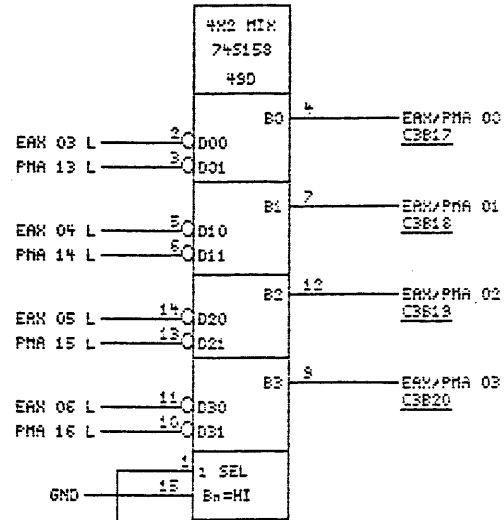 4X2 MIX
74S158
49D
B0 4 EAX/PMA 00
C3B17
EAX 03 L 2 D00
PMA 13 L 3 D01
B1 7 EAX/PMA 01
C3B18
EAX 04 L 5 D10
PMA 14 L 6 D11
B2 12 EAX/PMA 02
C3B19
EAX 05 L 14 D20
PMA 15 L 13 D21
B3 9 EAX/PMA 03
C3B20
EAX 06 L 11 D30
PMA 16 L 10 D31
1 1 SEL
GND 15 Bn=HI